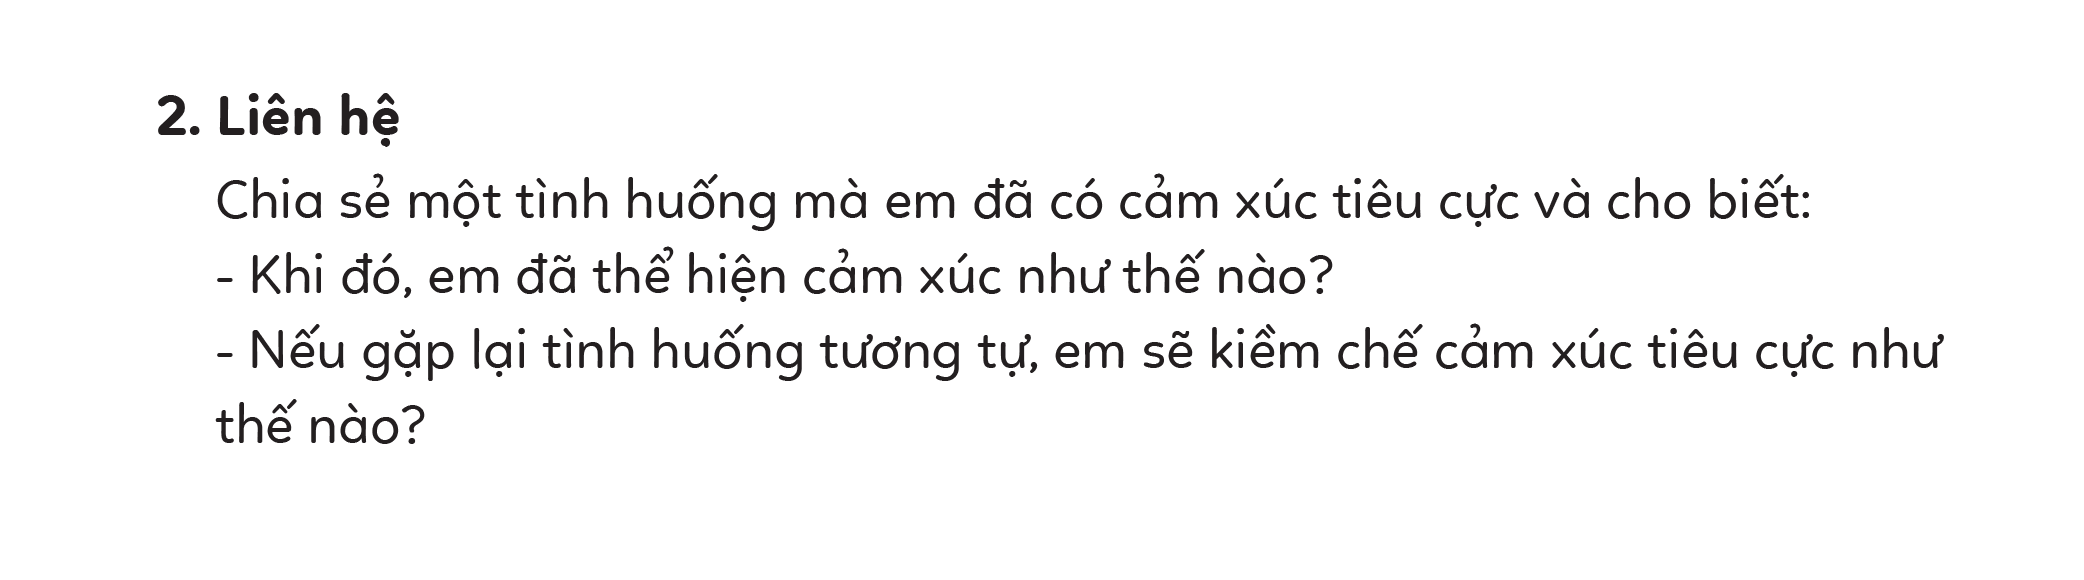 2. Liên hệ
Chia sẻ một tình huống mà em đã có cảm xúc tiêu cực và cho biết:
- Khi đó, em đã thể hiện cảm xúc như thế nào?
- Nếu gặp lại tình huống tương tự, em sẽ kiềm chế cảm xúc tiêu cực như
thế nào?